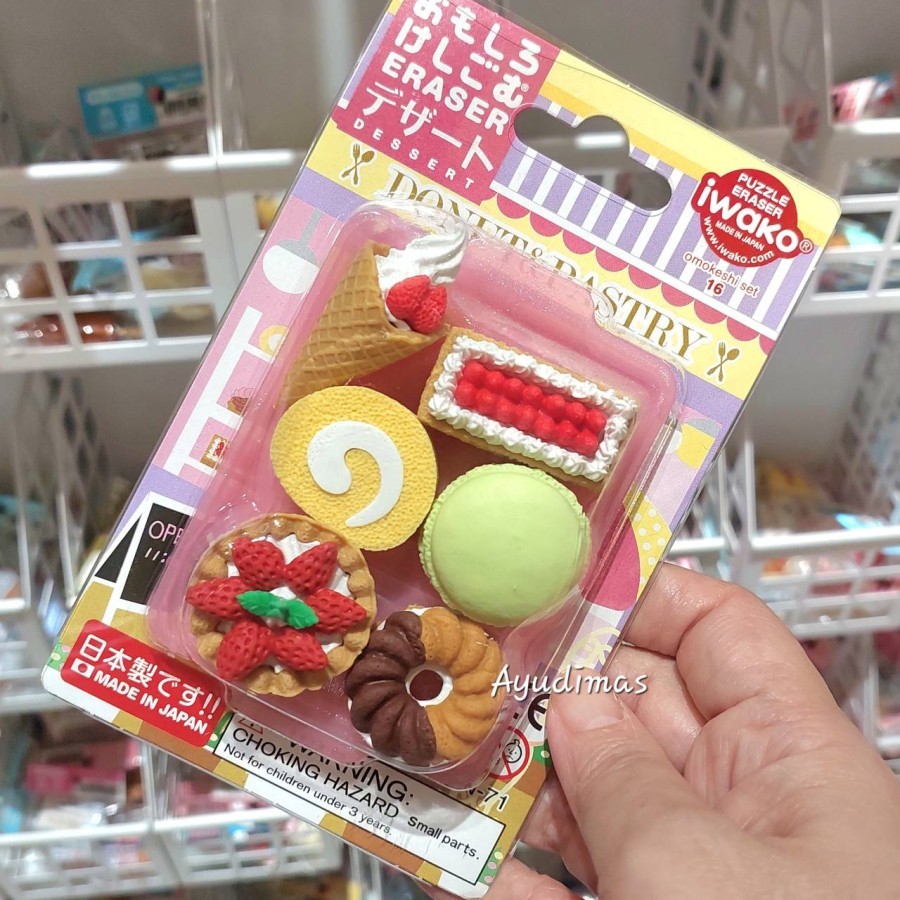 おもしろ
けしごむ®
ERASER
デザート
DESSERT
PUZZLE
ERASER
iwako®
MADE IN JAPAN
www.iwako.com
omokeshi set
16
PASTRY
11:
日本製です!!
MADE IN JAPAN
Ayudimas
WARNING:
CHOKING HAZARD Small parts.
Not for children under 3 years.
-71